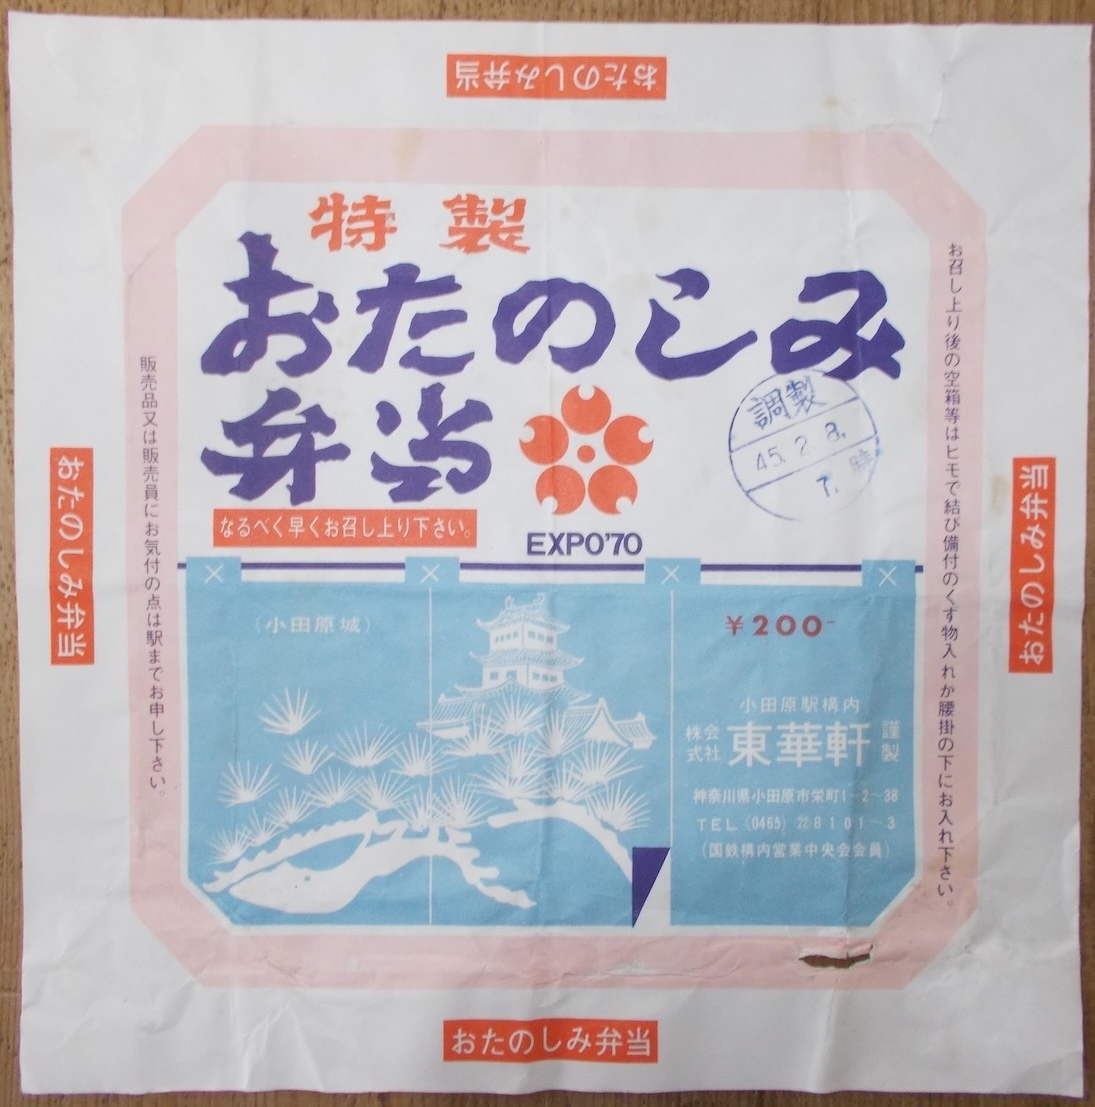 おたのしみ弁当
特製
おたのしみ
弁当
EXPO'70
調製
45.2.8.
7.時
なるべく早くお召し上り下さい。
お召し上り後の空箱等はヒモで結び備付のくず物入れか腰掛の下にお入れ下さい。
販売品又は販売員にお気付の点は駅までお申し下さい。
おたのしみ弁当
おたのしみ弁当
(小田原城)
¥200-
小田原駅構内
株会式社 東華軒 謹製
神奈川県小田原市栄町1-2-38
TEL (0465) 22 8101~3
(国鉄構内営業中央会会員)
おたのしみ弁当